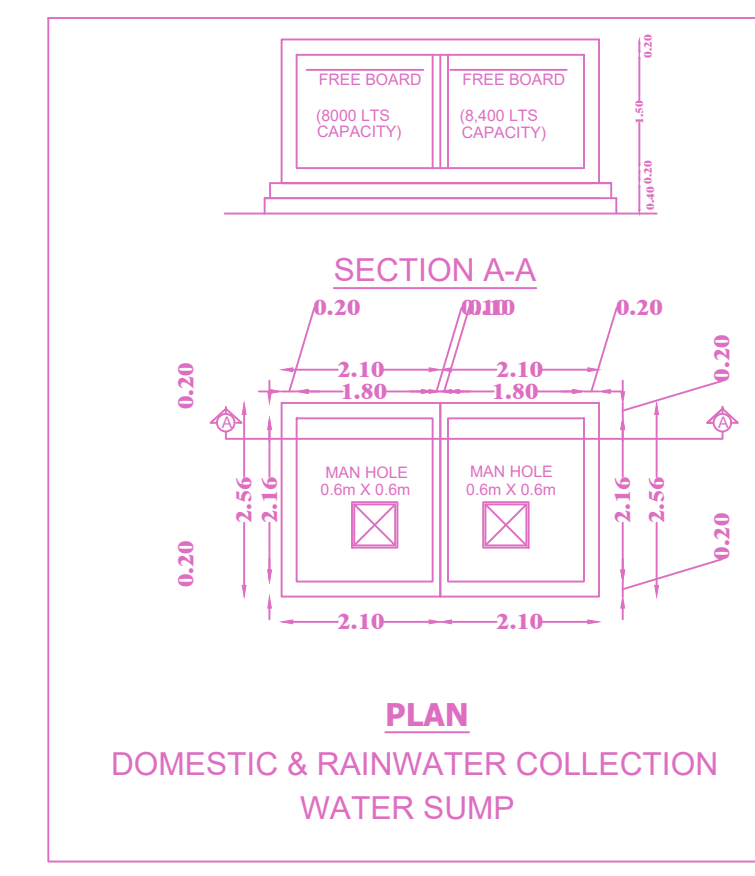 0.20
FREE BOARD
FREE BOARD
(8000 LTS
CAPACITY)
(8,400 LTS
CAPACITY)
1.50
0.20
0.40
SECTION A-A
0.20
0.10
0.10
0.20
0.20
0.20
2.10
2.10
1.80
1.80
A
A
MAN HOLE
0.6m X 0.6m
MAN HOLE
0.6m X 0.6m
2.56
2.16
2.16
2.56
0.20
0.20
2.10
2.10
PLAN
DOMESTIC & RAINWATER COLLECTION
WATER SUMP